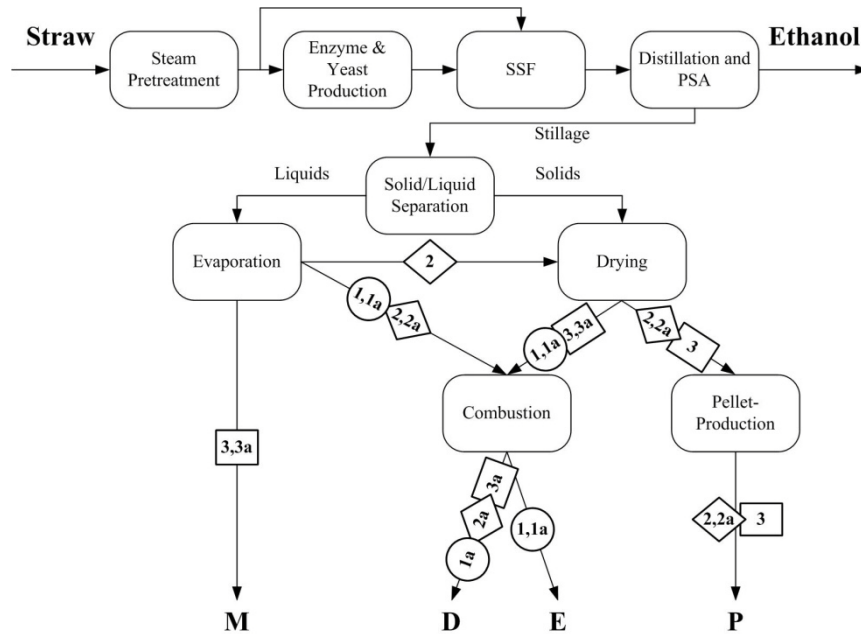 Straw
Steam
Pretreatment
Enzyme &
Yeast
Production
SSF
Distillation and
PSA
Ethanol
Stillage
Liquids
Solid/Liquid
Separation
Solids
Evaporation
2
Drying
1,1a
2,2a
1,1a
3,3a
2,2a
3
Combustion
Pellet-
Production
3,3a
3a
2a
1a
1,1a
2,2a
3
M
D
E
P